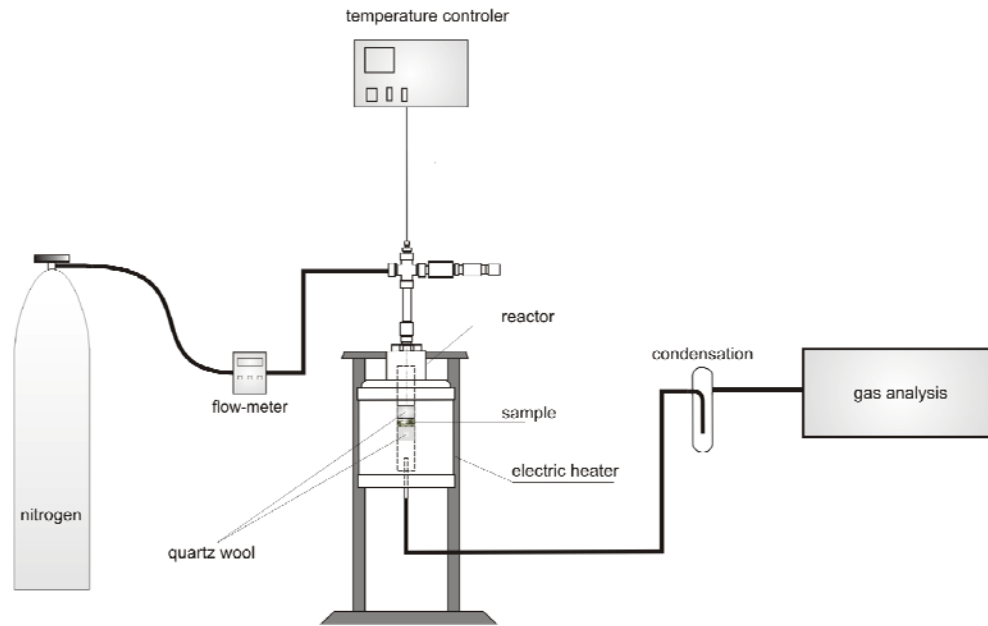 temperature controler
reactor
condensation
gas analysis
flow-meter
sample
electric heater
nitrogen
quartz wool